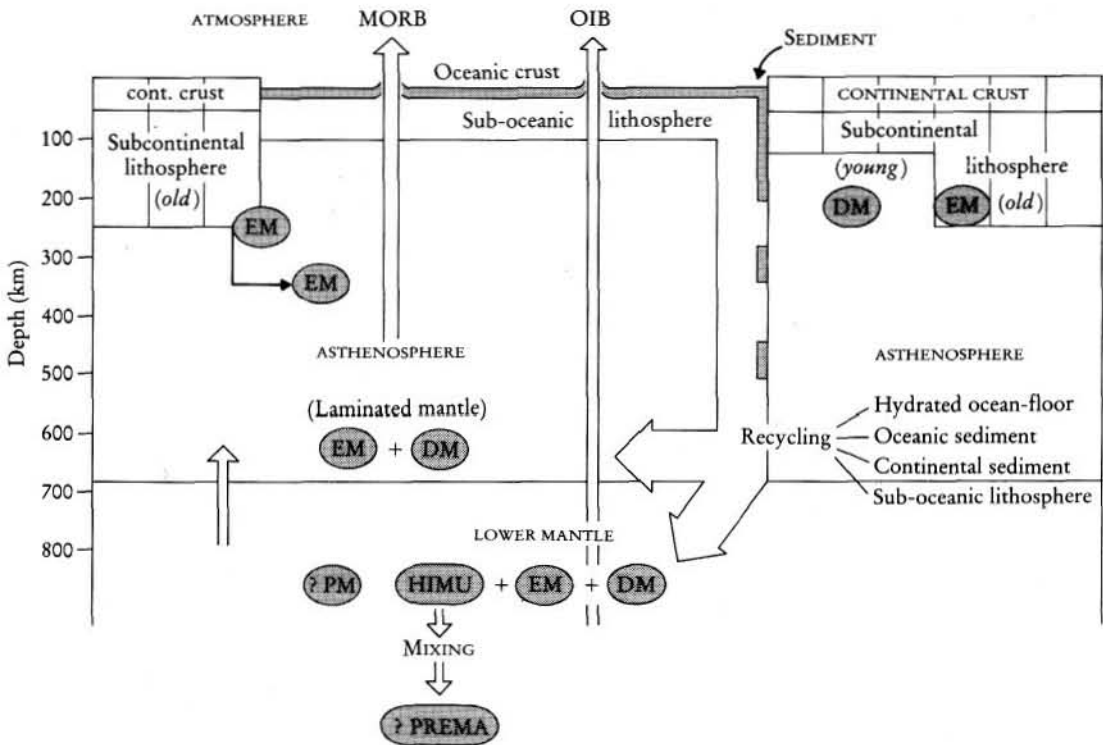 ATMOSPHERE
MORB
OIB
SEDIMENT
Oceanic crust
cont. crust
CONTINENTAL CRUST
Sub-oceanic lithosphere
Subcontinental
lithosphere
(old)
Subcontinental
(young)
lithosphere
(old)
DM
EM
EM
EM
Depth (km)
100
200
300
400
500
600
700
800
ASTHENOSPHERE
ASTHENOSPHERE
(Laminated mantle)
EM + DM
Recycling
Hydrated ocean-floor
Oceanic sediment
Continental sediment
Sub-oceanic lithosphere
LOWER MANTLE
? PM
HIMU + EM + DM
MIXING
? PREMA